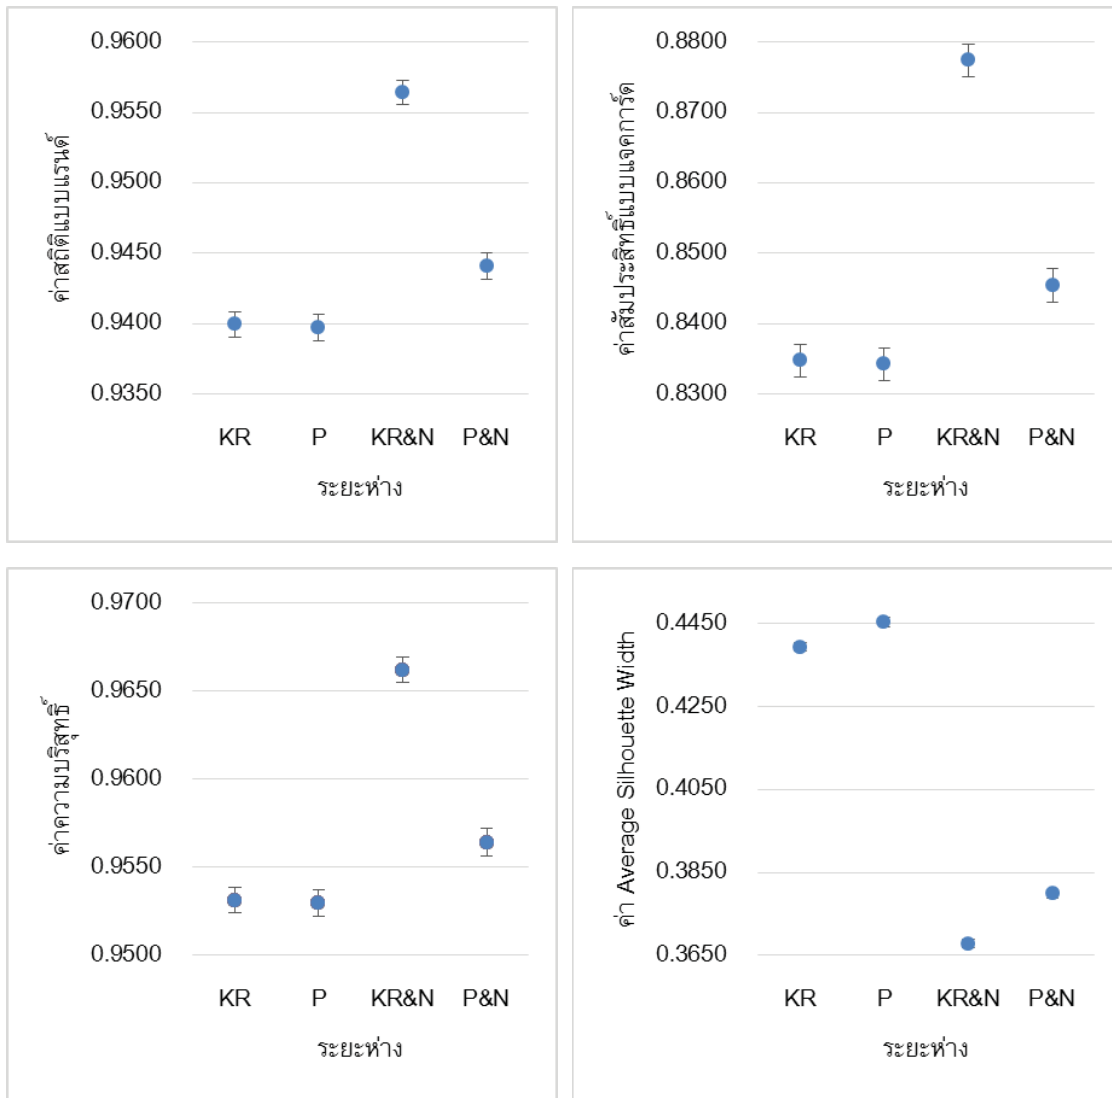 ค่าสถิติแบบแรนด์
0.9600
0.9550
0.9500
0.9450
0.9400
0.9350
KR P KR&N P&N
ระยะห่าง
ค่าสัมประสิทธิ์แบบแจคการ์ด
0.8800
0.8700
0.8600
0.8500
0.8400
0.8300
KR P KR&N P&N
ระยะห่าง
ค่าความบริสุทธิ์
0.9700
0.9650
0.9600
0.9550
0.9500
KR P KR&N P&N
ระยะห่าง
ค่า Average Silhouette Width
0.4450
0.4250
0.4050
0.3850
0.3650
KR P KR&N P&N
ระยะห่าง